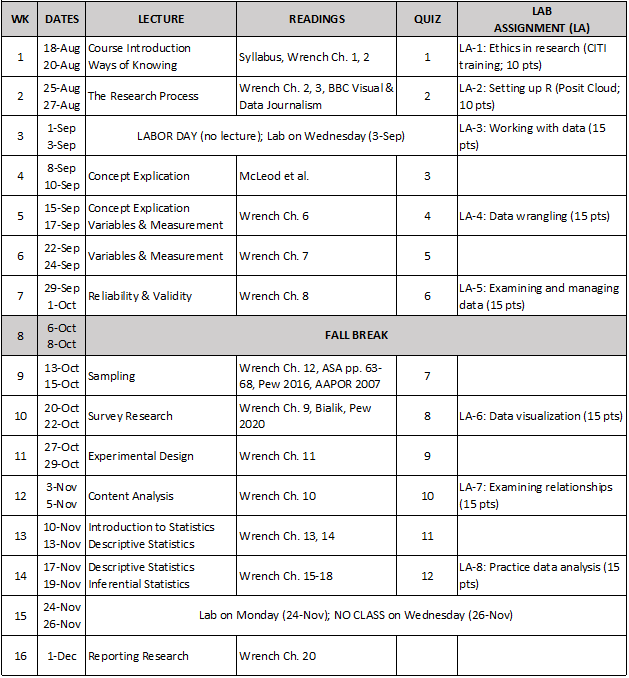 WK DATES LECTURE READINGS QUIZ LAB ASSIGNMENT (LA)
1 18-Aug Course Introduction Syllabus, Wrench Ch. 1, 2 1 LA-1: Ethics in research (CITI
20-Aug Ways of Knowing training; 10 pts)
2 25-Aug The Research Process Wrench Ch. 2, 3, BBC Visual & 2 LA-2: Setting up R (Posit Cloud;
27-Aug Data Journalism 10 pts)
3 1-Sep LABOR DAY (no lecture); Lab on Wednesday (3-Sep) LA-3: Working with data (15
3-Sep pts)
4 8-Sep Concept Explication McLeod et al. 3
10-Sep
5 15-Sep Concept Explication Wrench Ch. 6 4 LA-4: Data wrangling (15 pts)
17-Sep Variables & Measurement
6 22-Sep Variables & Measurement Wrench Ch. 7 5
24-Sep
7 29-Sep Reliability & Validity Wrench Ch. 8 6 LA-5: Examining and managing
1-Oct data (15 pts)
8 6-Oct FALL BREAK
8-Oct
9 13-Oct Sampling Wrench Ch. 12, ASA pp. 63- 7
15-Oct 68, Pew 2016, AAPOR 2007
10 20-Oct Survey Research Wrench Ch. 9, Bialik, Pew 8 LA-6: Data visualization (15 pts)
22-Oct 2020
11 27-Oct Experimental Design Wrench Ch. 11 9
29-Oct
12 3-Nov Content Analysis Wrench Ch. 10 10 LA-7: Examining relationships
5-Nov (15 pts)
13 10-Nov Introduction to Statistics Wrench Ch. 13, 14 11
13-Nov Descriptive Statistics
14 17-Nov Descriptive Statistics Wrench Ch. 15-18 12 LA-8: Practice data analysis (15
19-Nov Inferential Statistics pts)
15 24-Nov Lab on Monday (24-Nov); NO CLASS on Wednesday (26-Nov)
26-Nov
16 1-Dec Reporting Research Wrench Ch. 20